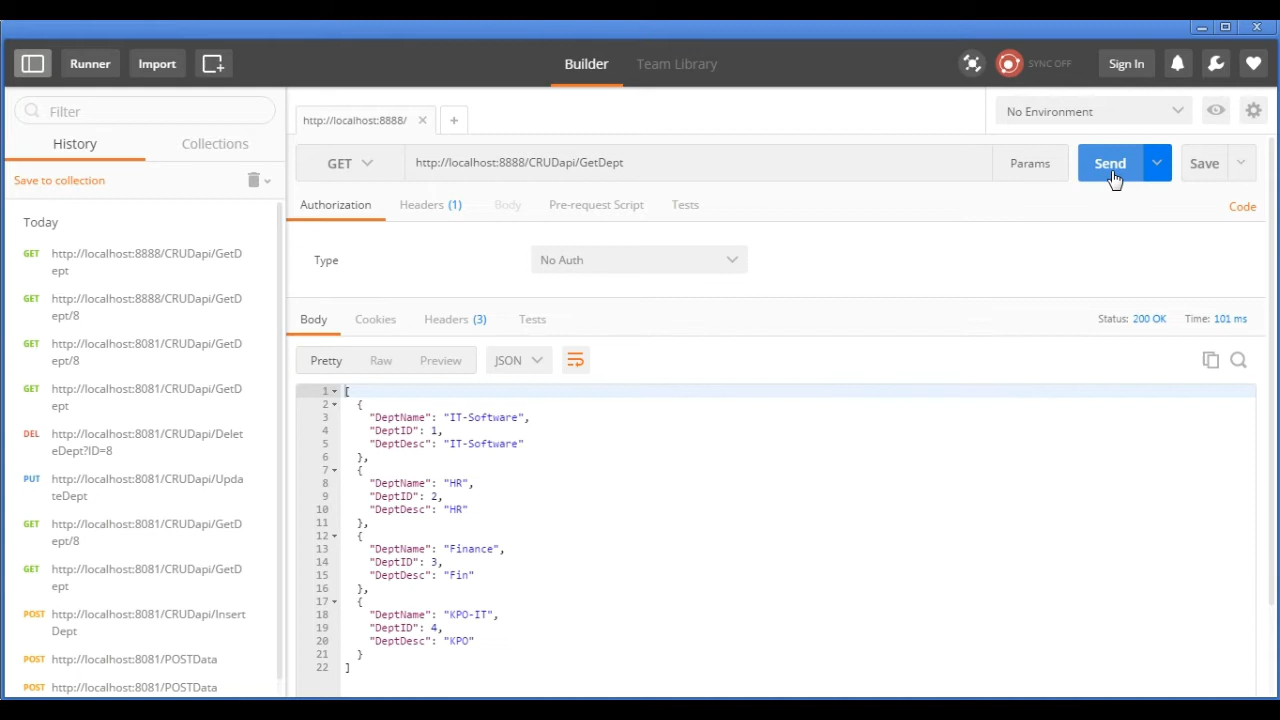 Runner
Import
Builder
Team Library
SYNC OFF
Sign In
Filter
History
Collections
Save to collection
Today
GET http://localhost:8888/CRUDapi/GetD
ept
GET http://localhost:8888/CRUDapi/GetD
ept/8
GET http://localhost:8081/CRUDapi/GetD
ept/8
GET http://localhost:8081/CRUDapi/GetD
ept
DEL http://localhost:8081/CRUDapi/Delet
eDept?ID=8
PUT http://localhost:8081/CRUDapi/Upda
teDept
GET http://localhost:8081/CRUDapi/GetD
ept/8
GET http://localhost:8081/CRUDapi/GetD
ept
POST http://localhost:8081/CRUDapi/Insert
Dept
POST http://localhost:8081/POSTData
POST http://localhost:8081/POSTData
http://localhost:8888/
No Environment
GET http://localhost:8888/CRUDapi/GetDept Params Send Save
Authorization Headers (1) Body Pre-request Script Tests Code
Type No Auth
Body Cookies Headers (3) Tests Status: 200 OK Time: 101 ms
Pretty Raw Preview JSON
1 [
2 {
3 "DeptName": "IT-Software",
4 "DeptID": 1,
5 "DeptDesc": "IT-Software"
6 },
7 {
8 "DeptName": "HR",
9 "DeptID": 2,
10 "DeptDesc": "HR"
11 },
12 {
13 "DeptName": "Finance",
14 "DeptID": 3,
15 "DeptDesc": "Fin"
16 },
17 {
18 "DeptName": "KPO-IT",
19 "DeptID": 4,
20 "DeptDesc": "KPO"
21 }
22 ]